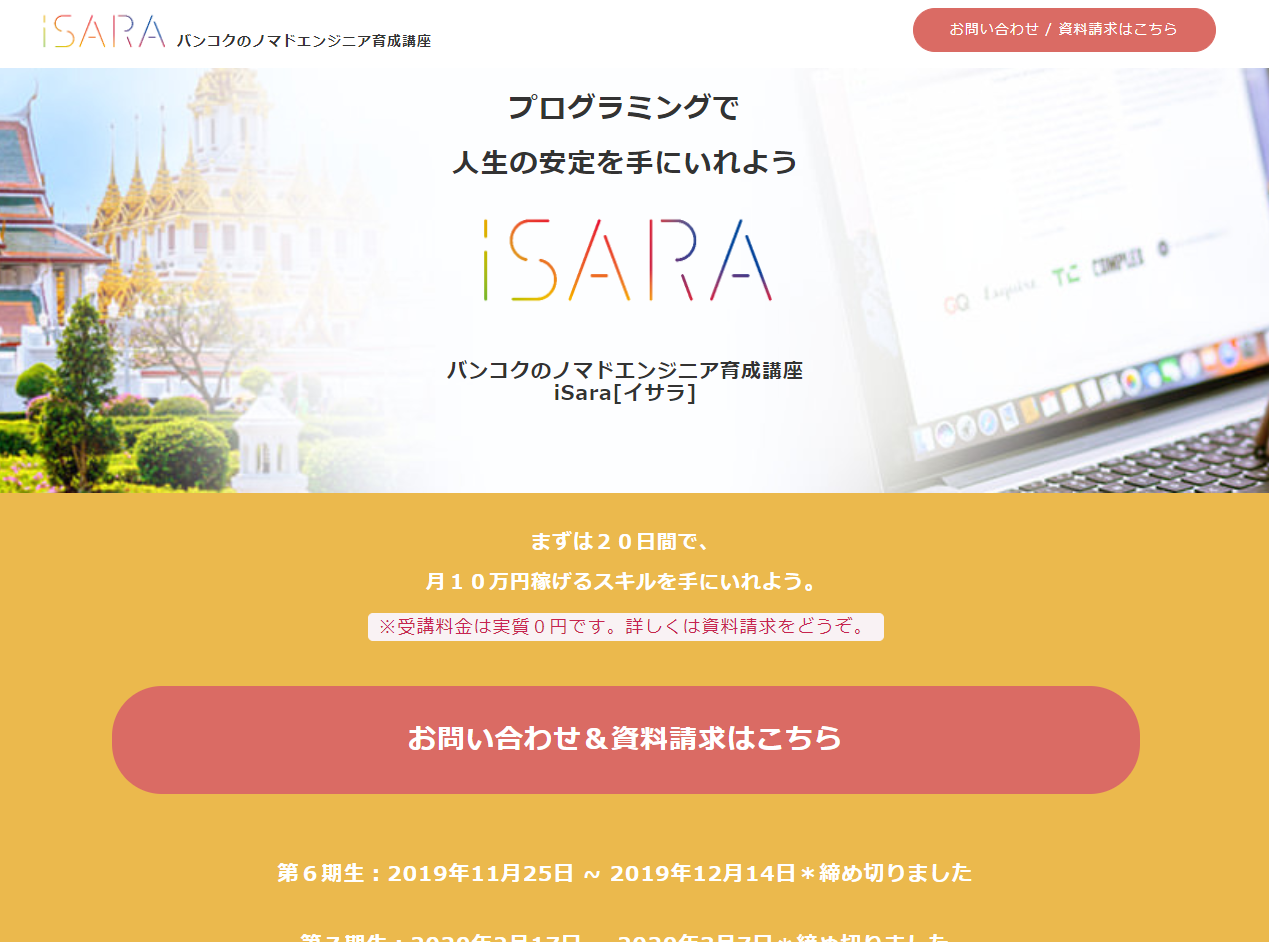 iSARA バンコクのノマドエンジニア育成講座
お問い合わせ / 資料請求はこちら
プログラミングで
人生の安定を手にいれよう
iSARA
バンコクのノマドエンジニア育成講座
iSara[イサラ]
GQ Esquire TC COMPLEX
まずは２０日間で、
月１０万円稼げるスキルを手にいれよう。
※受講料金は実質０円です。詳しくは資料請求をどうぞ。
お問い合わせ＆資料請求はこちら
第６期生：2019年11月25日 ~ 2019年12月14日＊締め切りました